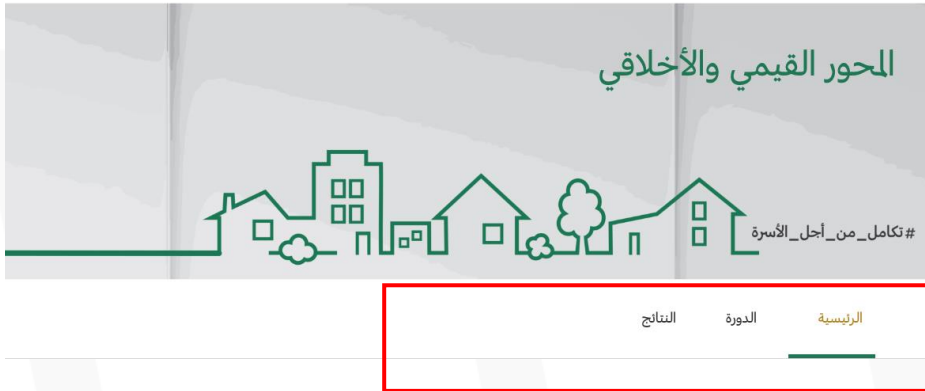 المحور القيمي والأخلاقي
#تكامل_من_أجل_الأسرة
الرئيسية الدورة النتائج